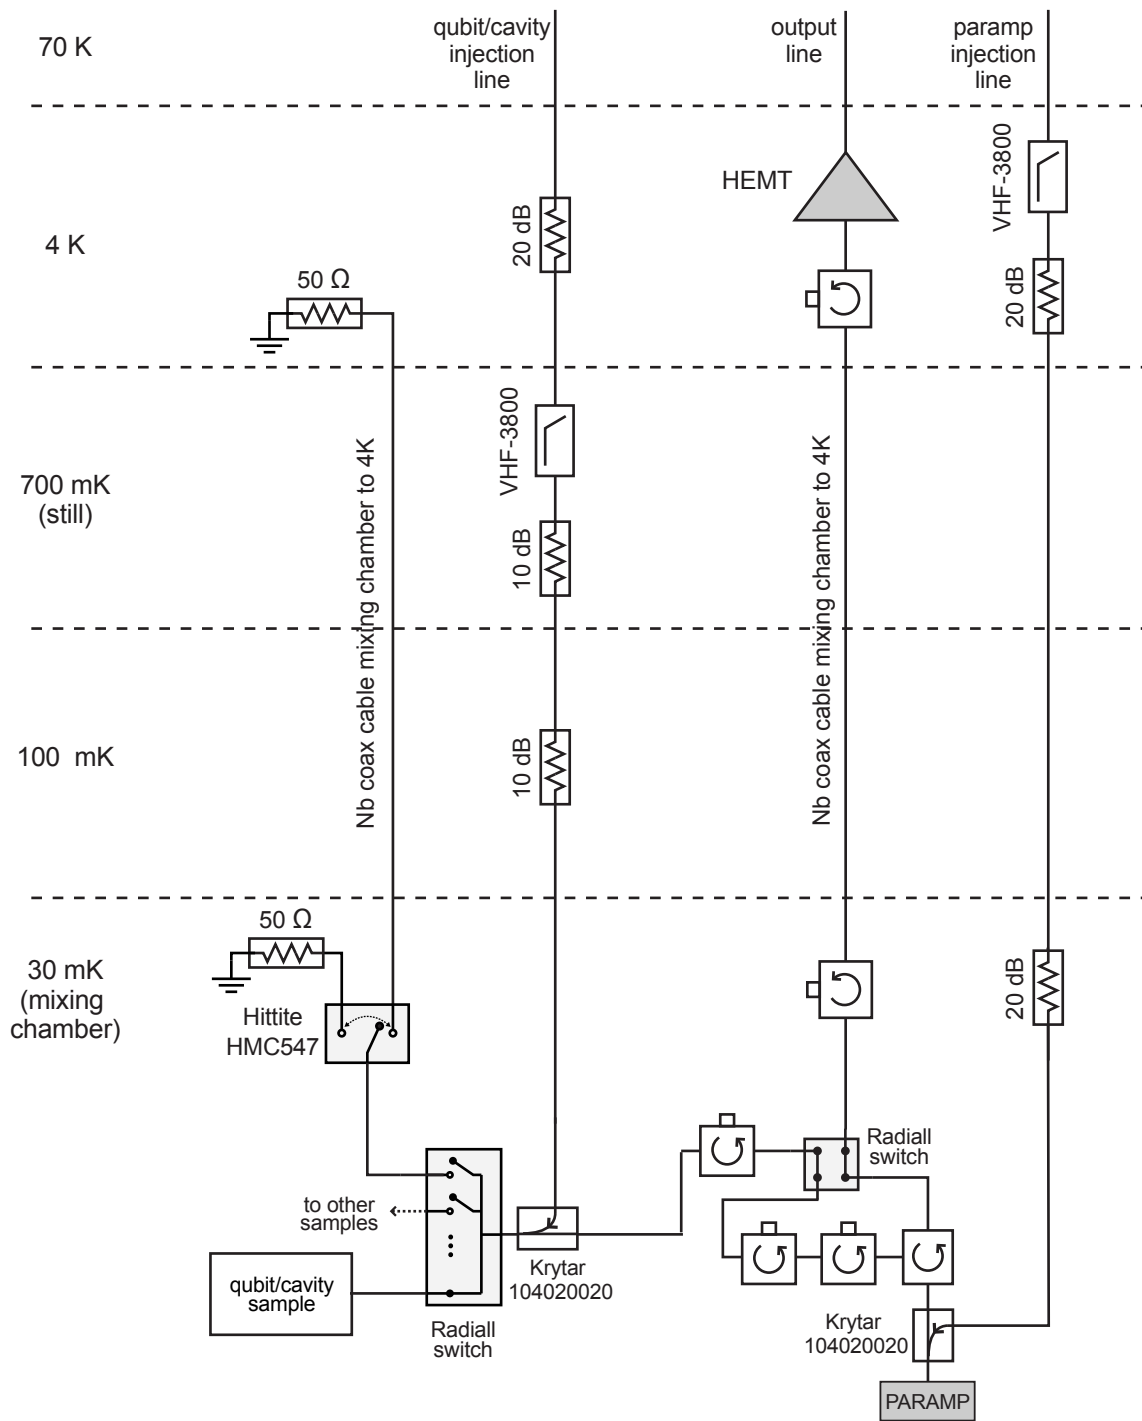 70 K
qubit/cavity
injection
line
output
line
paramp
injection
line
VHF-3800
HEMT
20 dB
4 K
50 Ω
20 dB
VHF-3800
Nb coax cable mixing chamber to 4K
Nb coax cable mixing chamber to 4K
700 mK
(still)
10 dB
100 mK
10 dB
50 Ω
30 mK
(mixing
chamber)
20 dB
Hittite
HMC547
Radiall
switch
to other
samples
Krytar
104020020
qubit/cavity
sample
Radiall
switch
Krytar
104020020
PARAMP